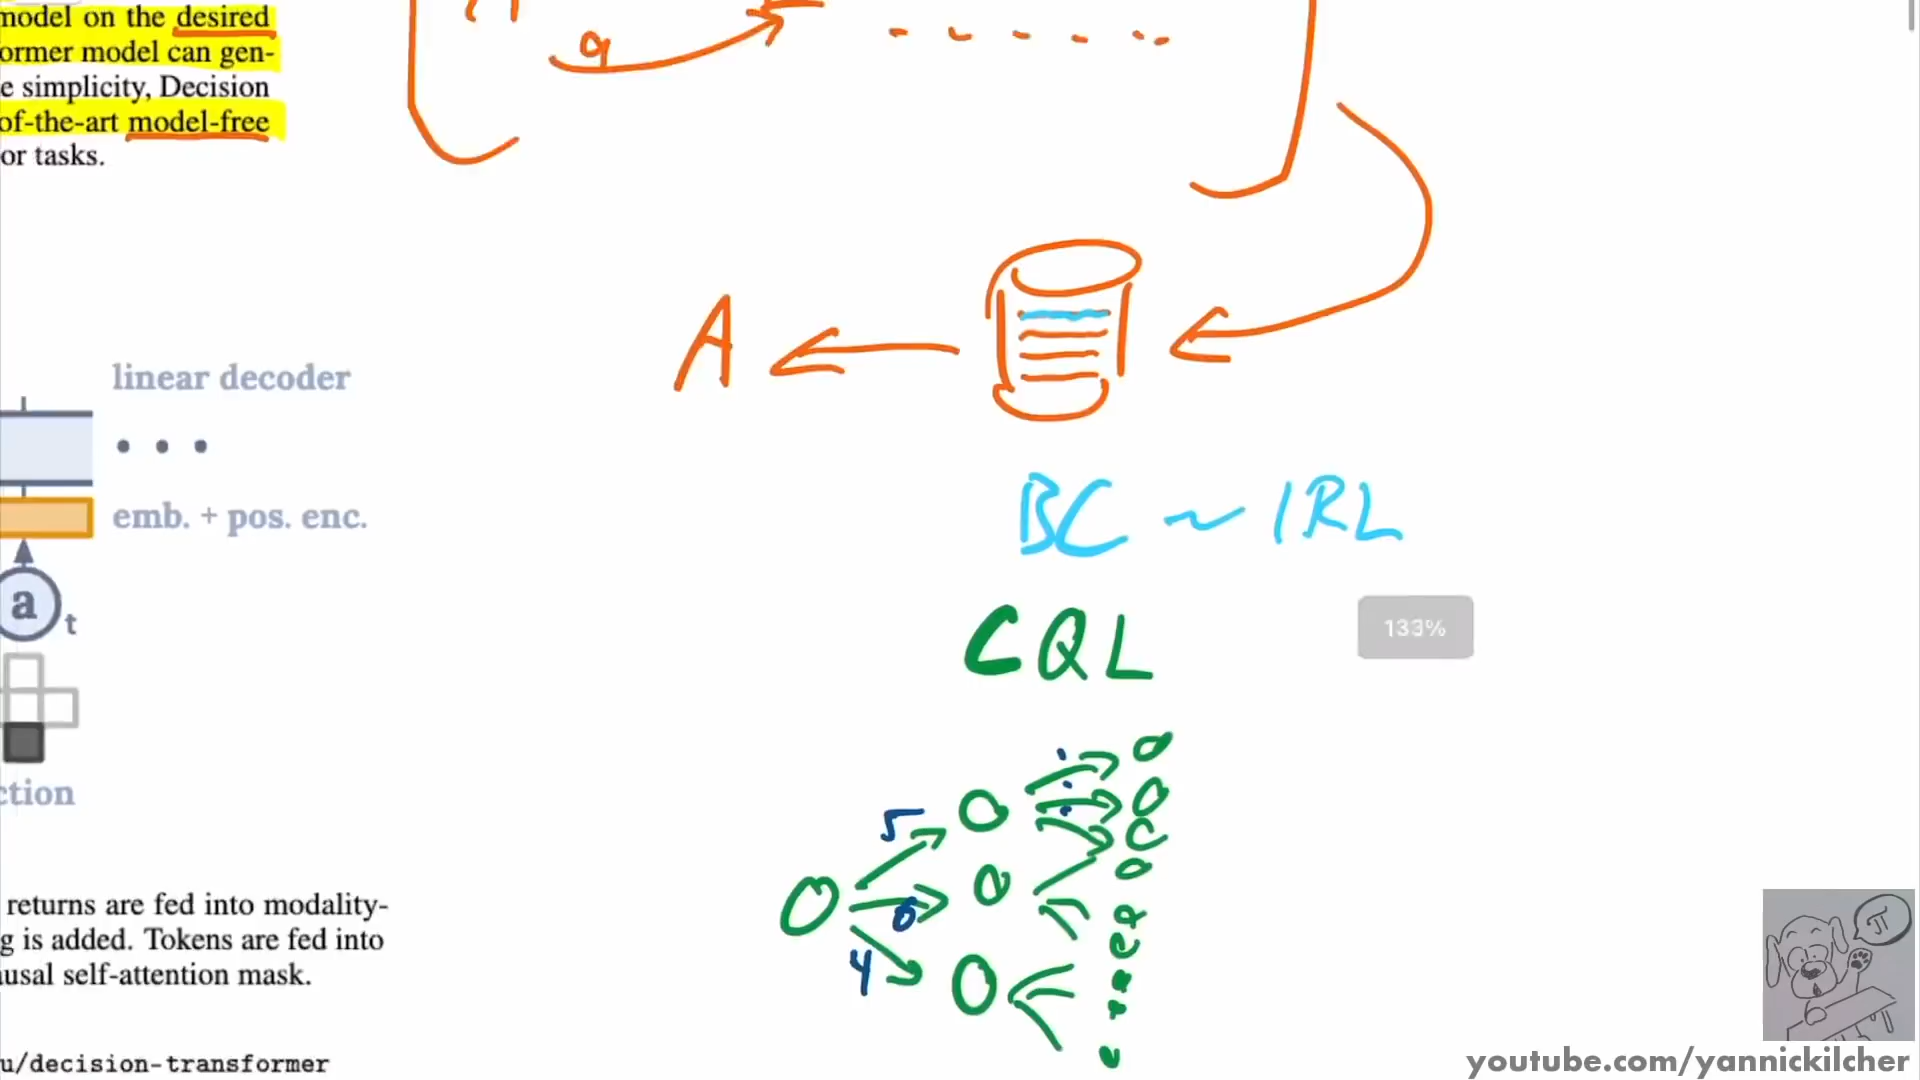 model on the desired
ormer model can gen-
e simplicity, Decision
of-the-art model-free
or tasks.
a
A
linear decoder
• • •
emb. + pos. enc.
a t
ction
BC ~ IRL
CQL
133%
5
0
4
returns are fed into modality-
g is added. Tokens are fed into
usal self-attention mask.
u/decision-transformer
π
youtube.com/yannickilcher